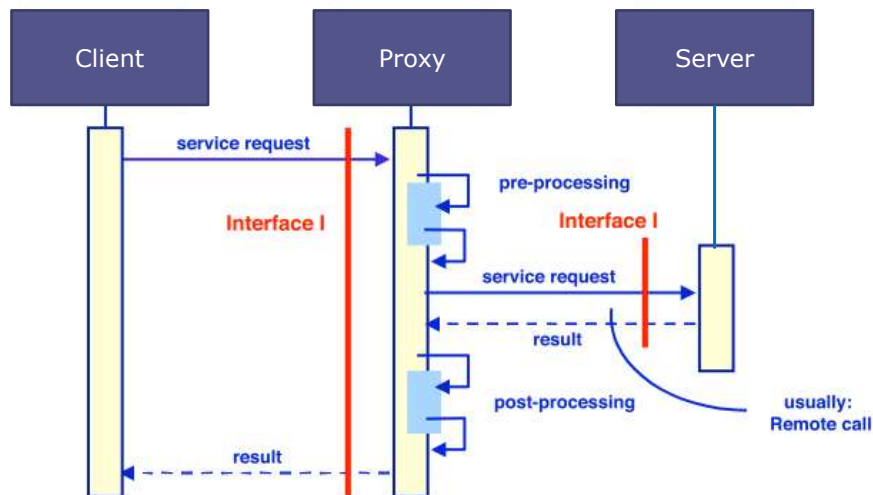 Client
Proxy
Server
service request
pre-processing
Interface I
Interface I
service request
result
post-processing
usually:
Remote call
result